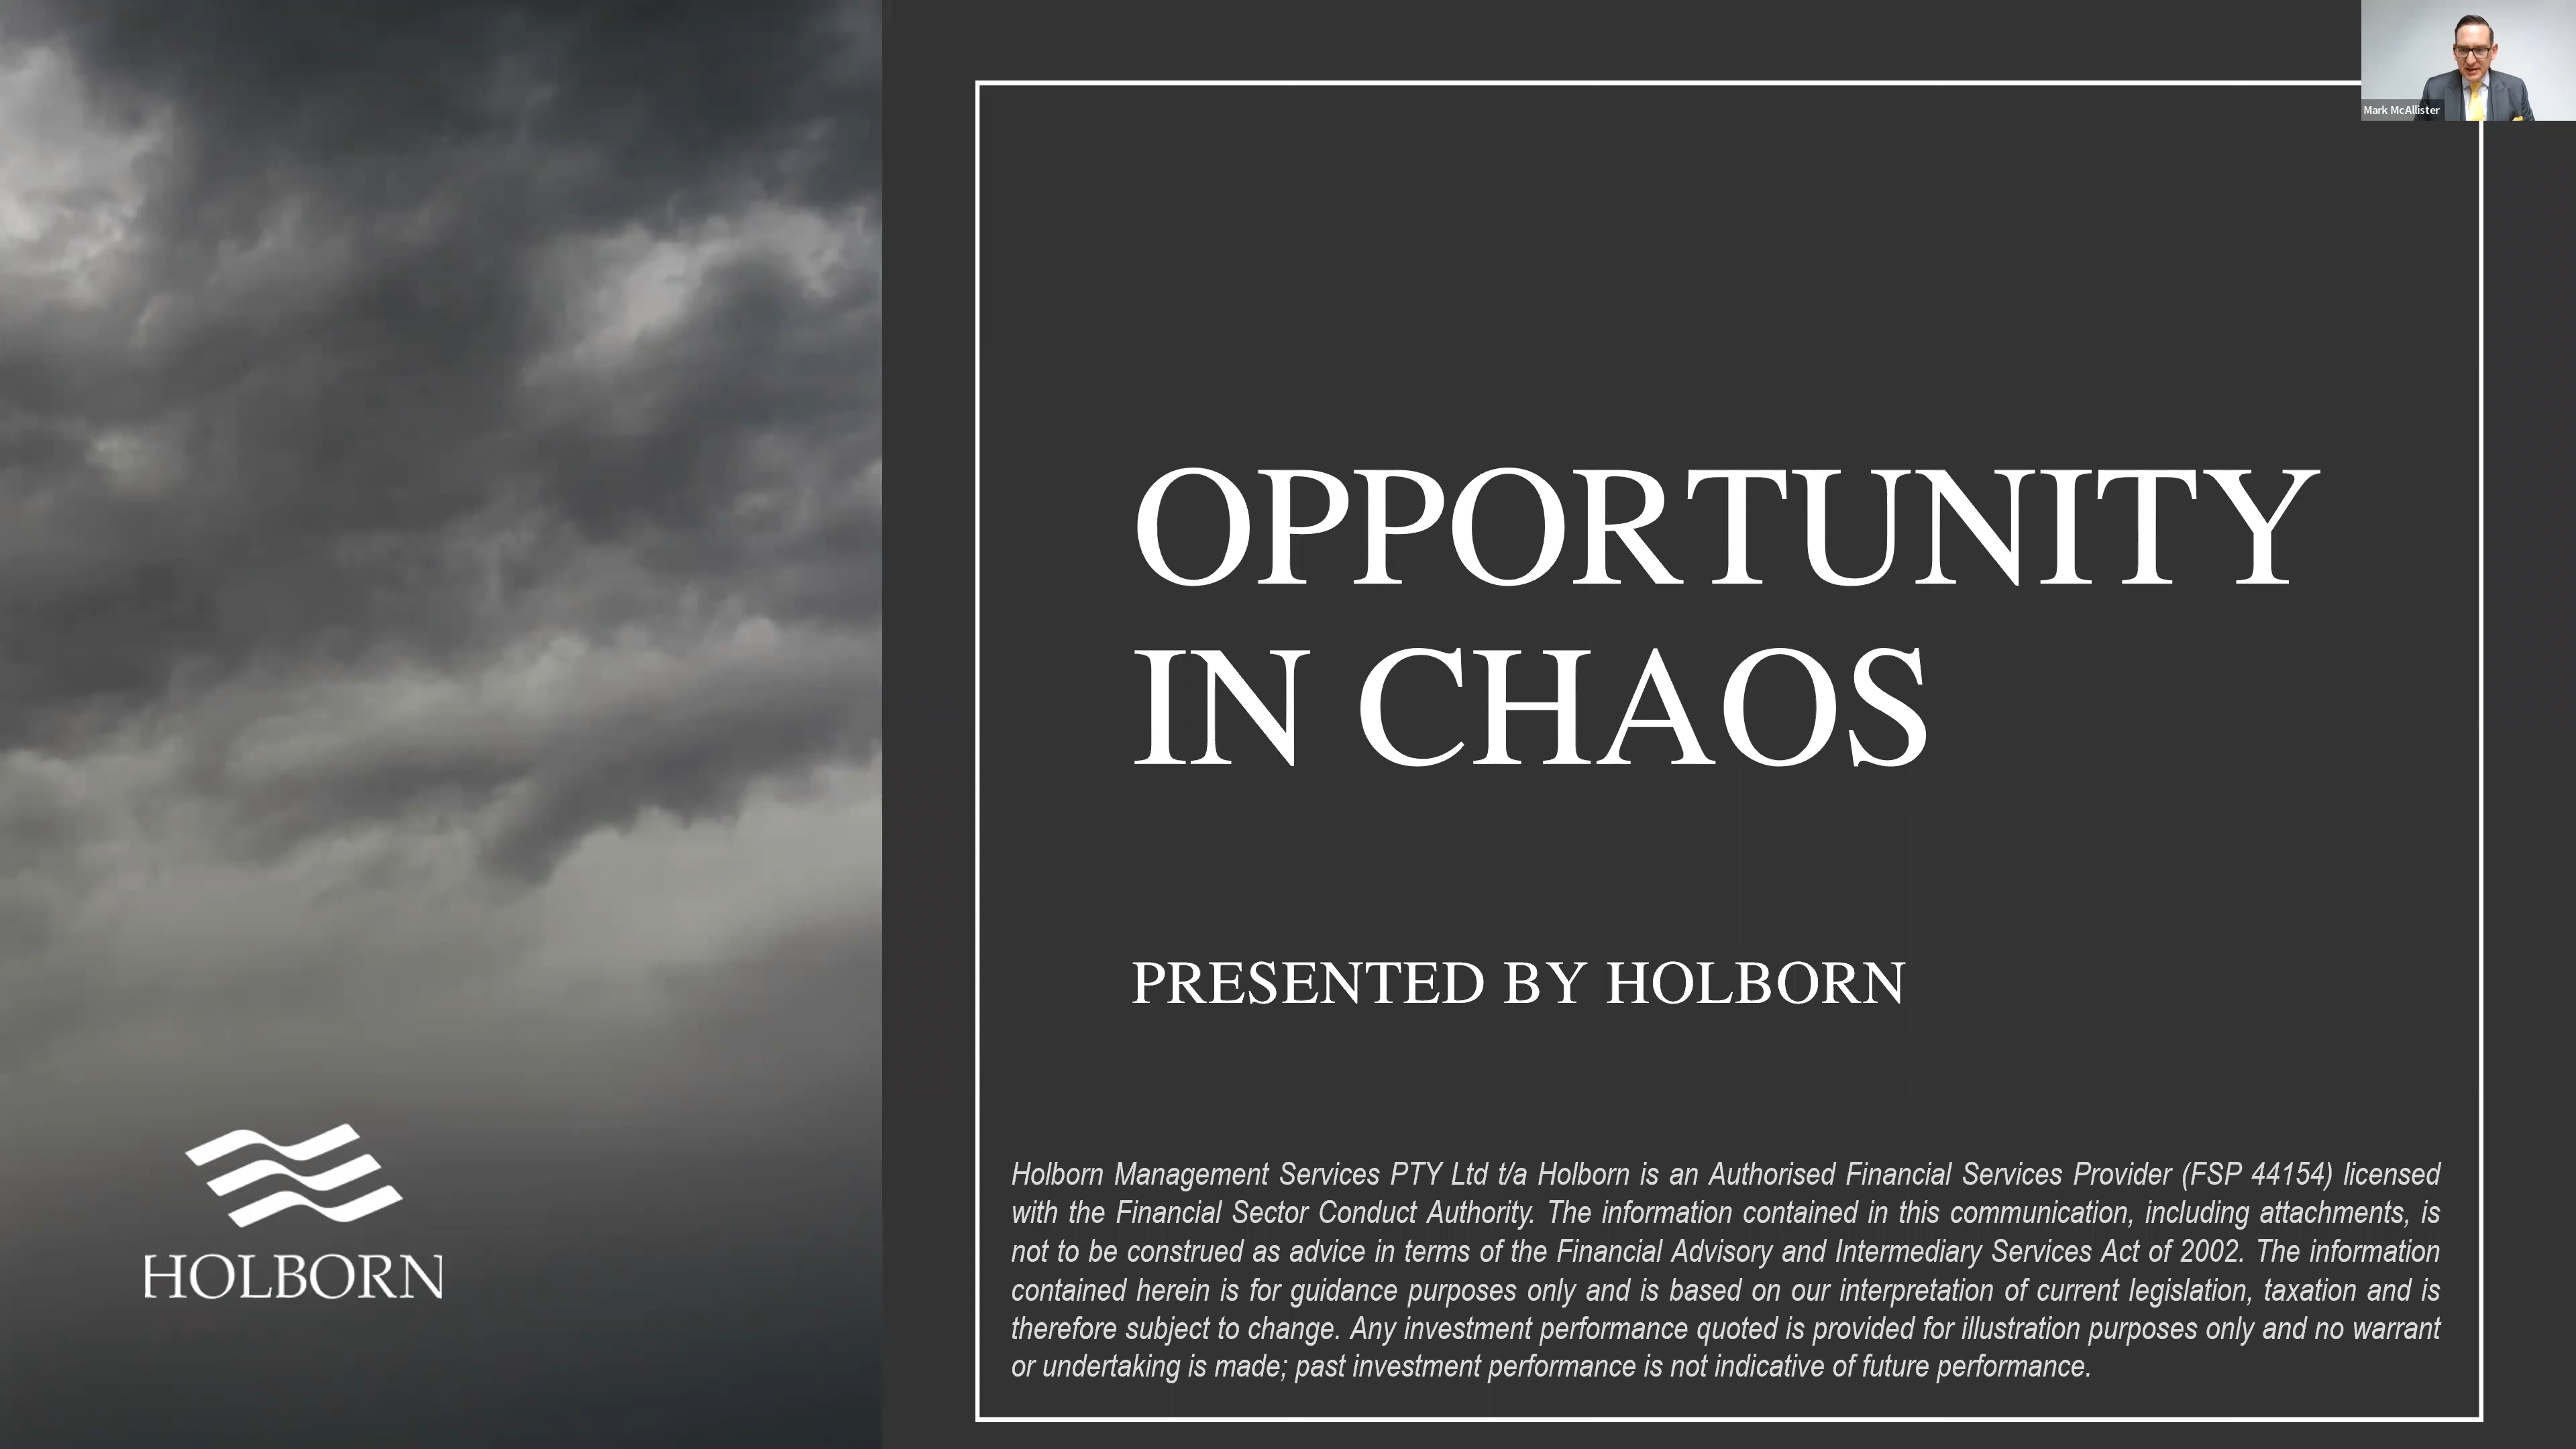 Mark McAllister
OPPORTUNITY
IN CHAOS
PRESENTED BY HOLBORN
HOLBORN
Holborn Management Services PTY Ltd t/a Holborn is an Authorised Financial Services Provider (FSP 44154) licensed
with the Financial Sector Conduct Authority. The information contained in this communication, including attachments, is
not to be construed as advice in terms of the Financial Advisory and Intermediary Services Act of 2002. The information
contained herein is for guidance purposes only and is based on our interpretation of current legislation, taxation and is
therefore subject to change. Any investment performance quoted is provided for illustration purposes only and no warrant
or undertaking is made; past investment performance is not indicative of future performance.